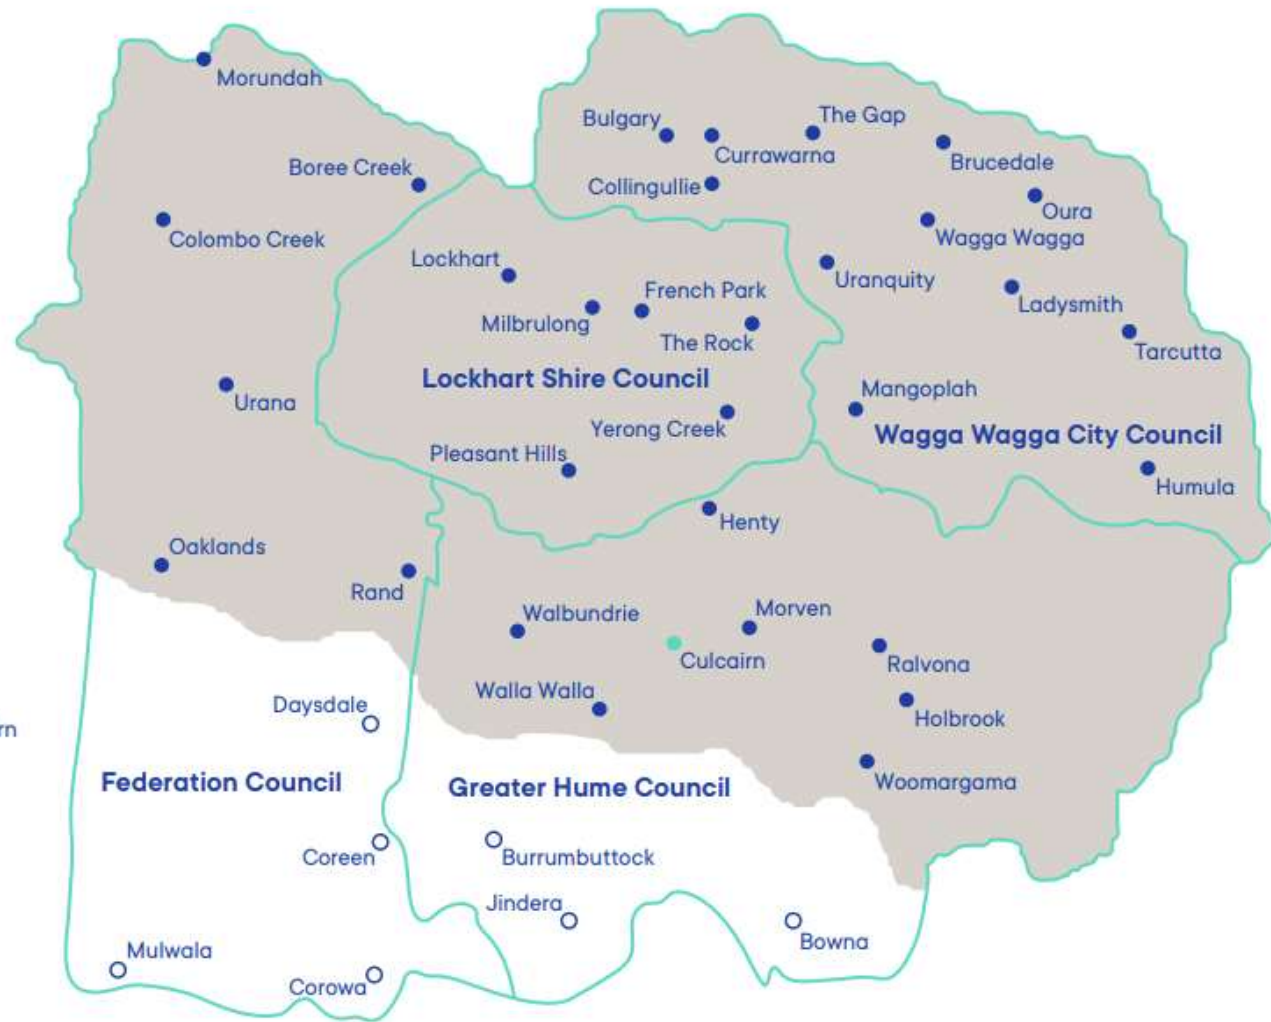 Morundah
The Gap
Bulgary
Currawarna
Brucedale
Boree Creek
Collingullie
Oura
Colombo Creek
Wagga Wagga
Lockhart
Uranquity
French Park
Ladysmith
Milbrulong
The Rock
Tarcutta
Lockhart Shire Council
Mangoplah
Urana
Yerong Creek
Wagga Wagga City Council
Pleasant Hills
Humula
Henty
Oaklands
Rand
Walbundrie
Morven
Culcairn
Ralvona
Walla Walla
Daysdale
Holbrook
rn
Federation Council
Greater Hume Council
Woomargama
Coreen
Burrumbuttock
Jindera
Bowna
Mulwala
Corowa